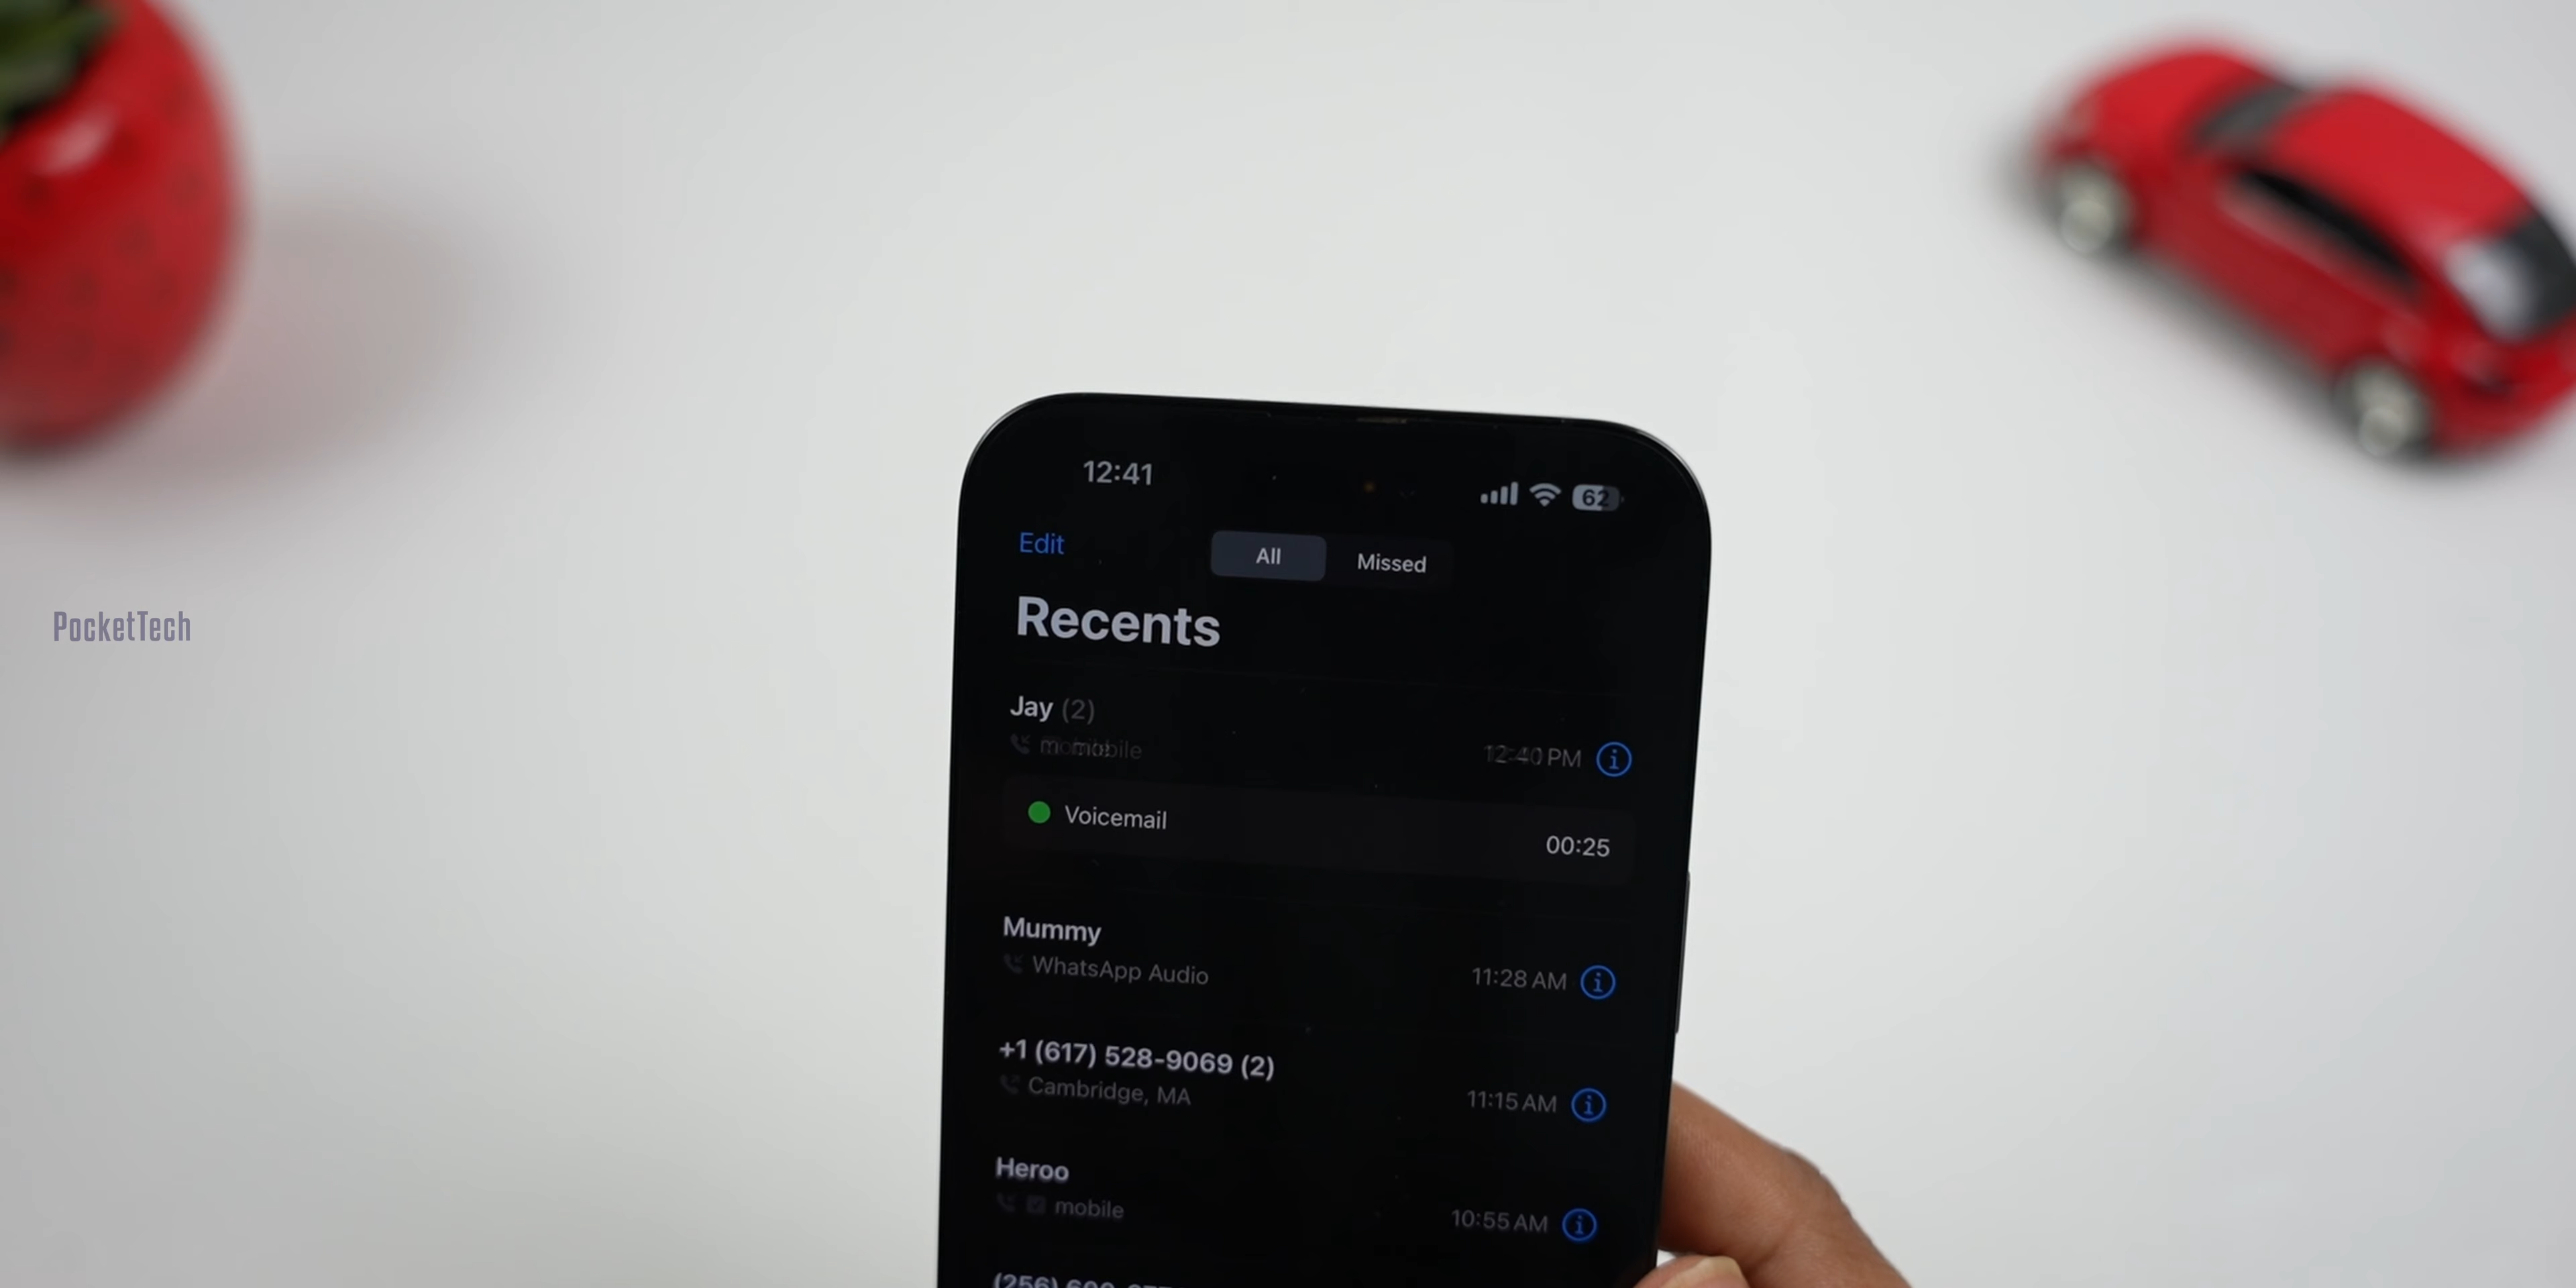 12:41
62
Edit
All
Missed
Recents
Jay (2)
12:40 PM
Voicemail
00:25
PocketTech
Mummy
WhatsApp Audio
11:28 AM
+1 (617) 528-9069 (2)
Cambridge, MA
11:15 AM
Heroo
mobile
10:55 AM
(256)